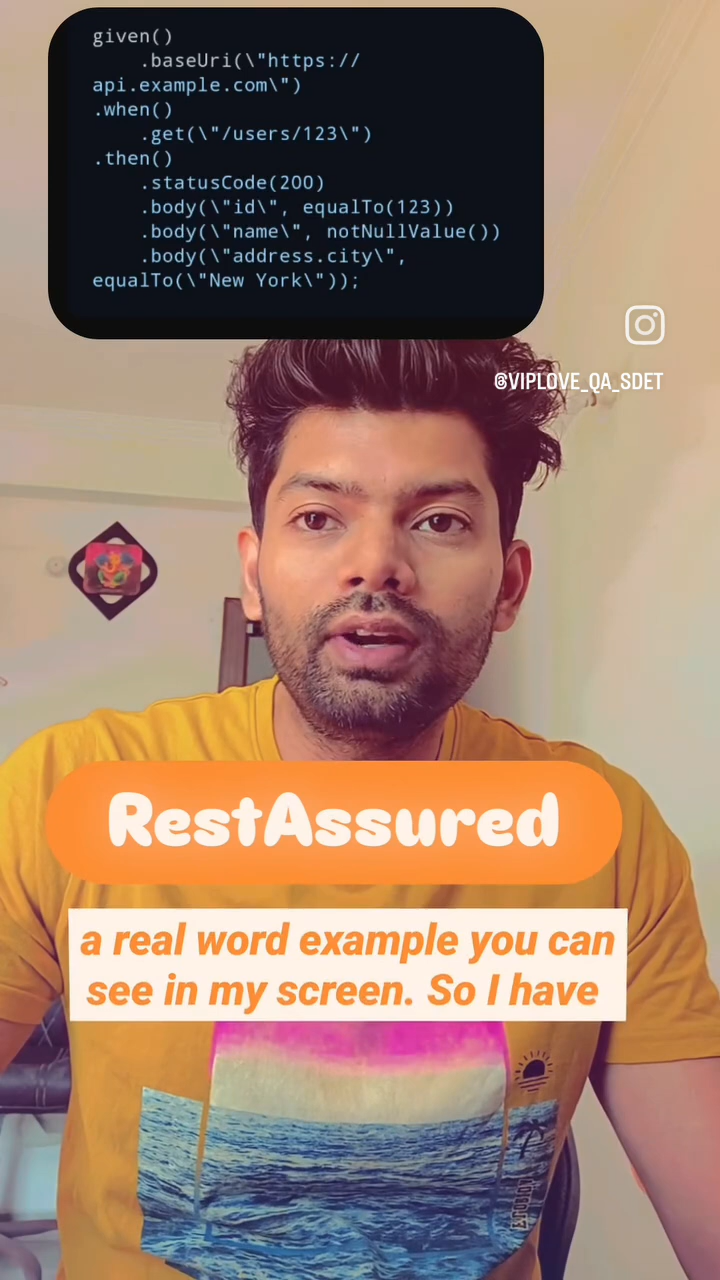 given()
    .baseUri(\"https://
api.example.com\")
.when()
    .get(\"/users/123\")
.then()
    .statusCode(200)
    .body(\"id\", equalTo(123))
    .body(\"name\", notNullValue())
    .body(\"address.city\",
equalTo(\"New York\"));
@VIPLOVE_QA_SDET
RestAssured
a real word example you can
see in my screen. So I have